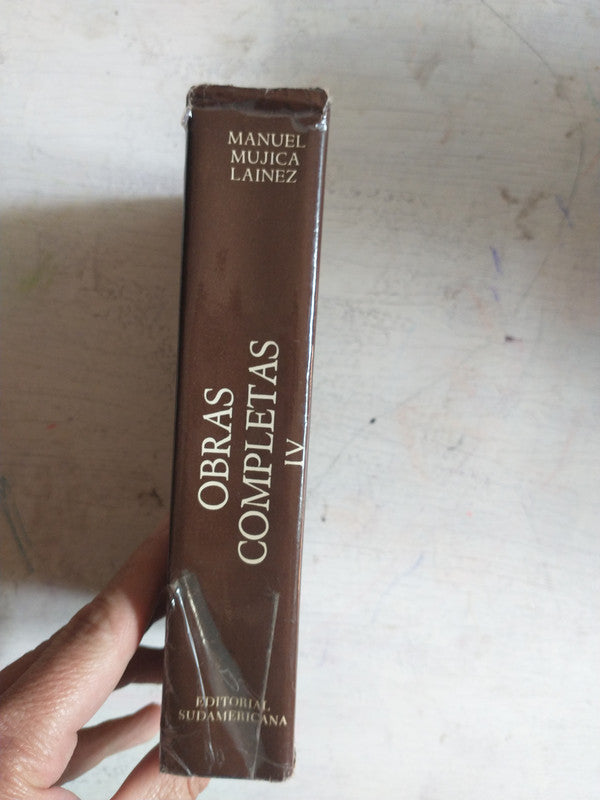 MANUEL
MUJICA
LAINEZ
OBRAS
COMPLETAS
IV
EDITORIAL
SUDAMERICANA